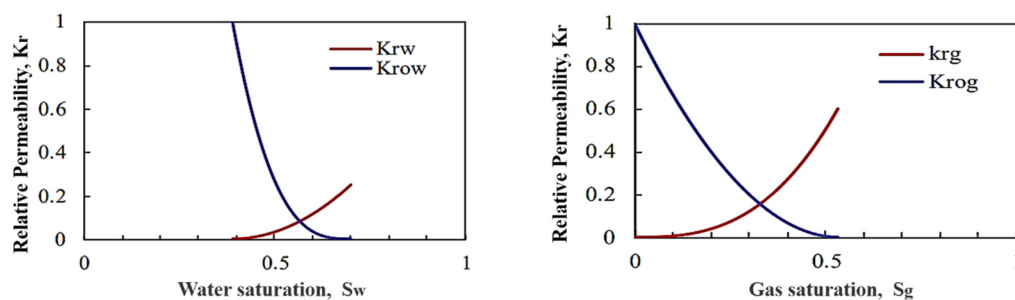 Relative Permeability, Kr
1
0.8
0.6
0.4
0.2
0
Krw
Krow
0
0.5
1
Water saturation, Sw
Relative Permeability, Kr
1
0.8
0.6
0.4
0.2
0
krg
Krog
0
0.5
1
Gas saturation, Sg